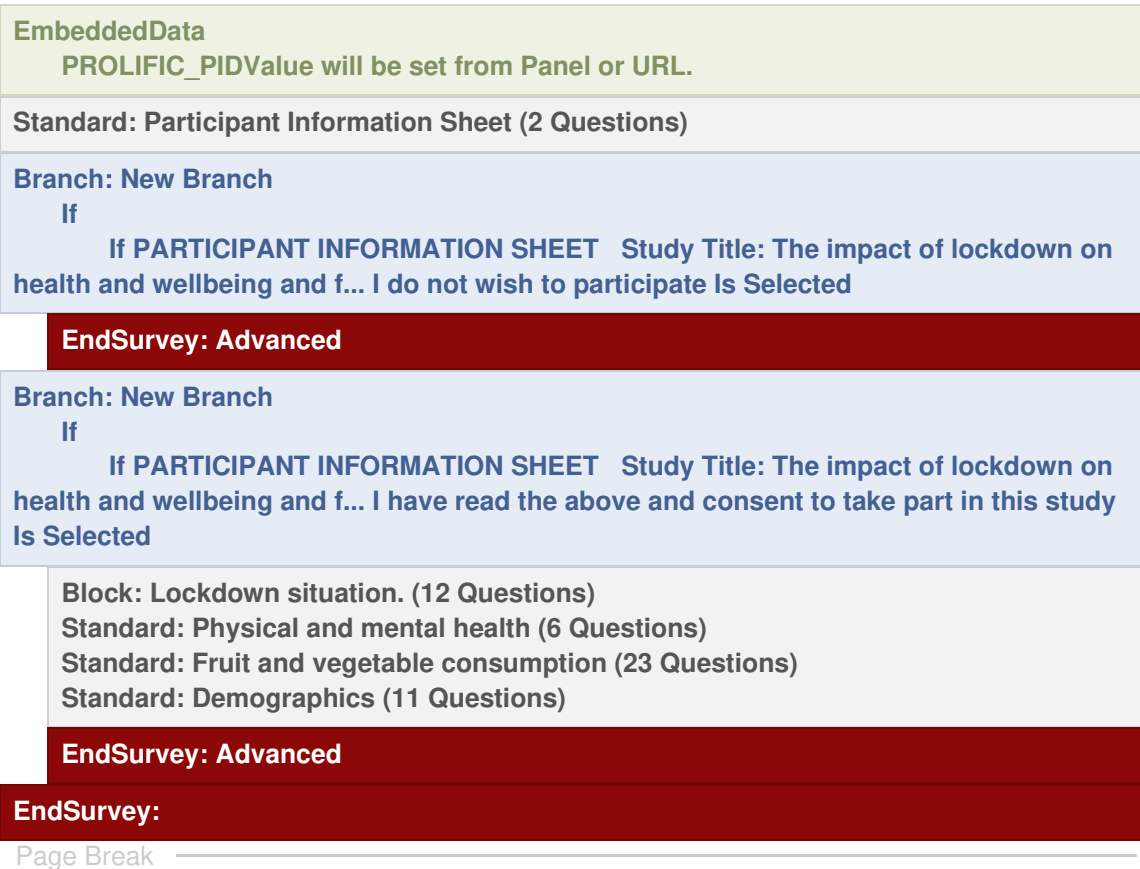 EmbeddedData
PROLIFIC_PIDValue will be set from Panel or URL.
Standard: Participant Information Sheet (2 Questions)
Branch: New Branch
If
If PARTICIPANT INFORMATION SHEET Study Title: The impact of lockdown on
health and wellbeing and f... I do not wish to participate Is Selected
EndSurvey: Advanced
Branch: New Branch
If
If PARTICIPANT INFORMATION SHEET Study Title: The impact of lockdown on
health and wellbeing and f... I have read the above and consent to take part in this study
Is Selected
Block: Lockdown situation. (12 Questions)
Standard: Physical and mental health (6 Questions)
Standard: Fruit and vegetable consumption (23 Questions)
Standard: Demographics (11 Questions)
EndSurvey: Advanced
EndSurvey:
Page Break